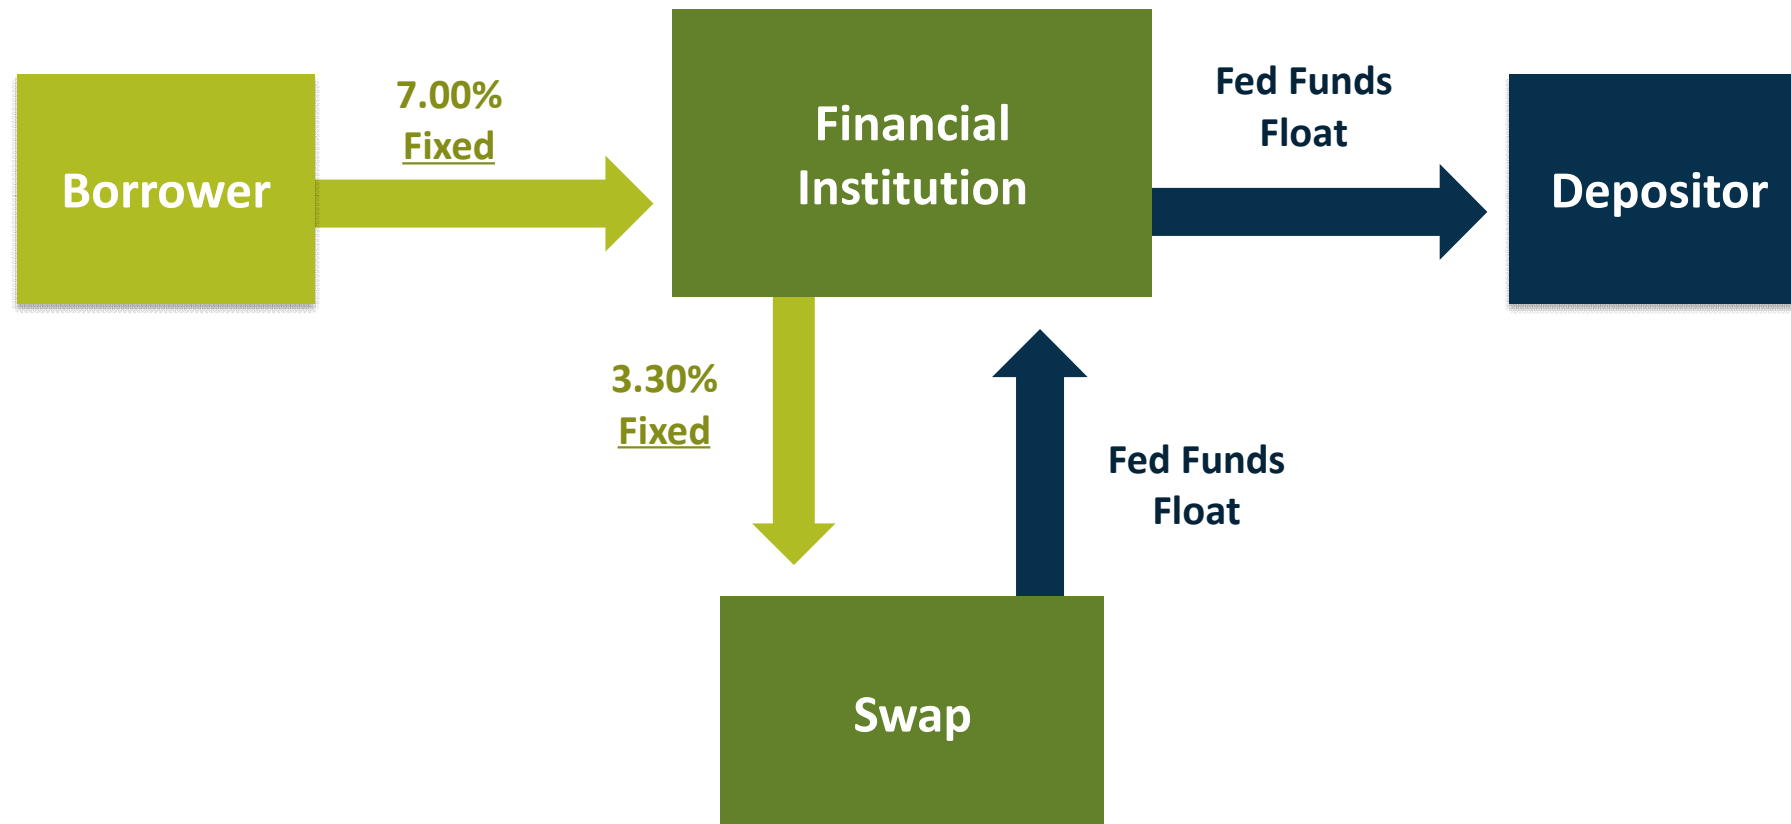 Borrower
7.00%
Fixed
Financial
Institution
Fed Funds
Float
Depositor
3.30%
Fixed
Fed Funds
Float
Swap